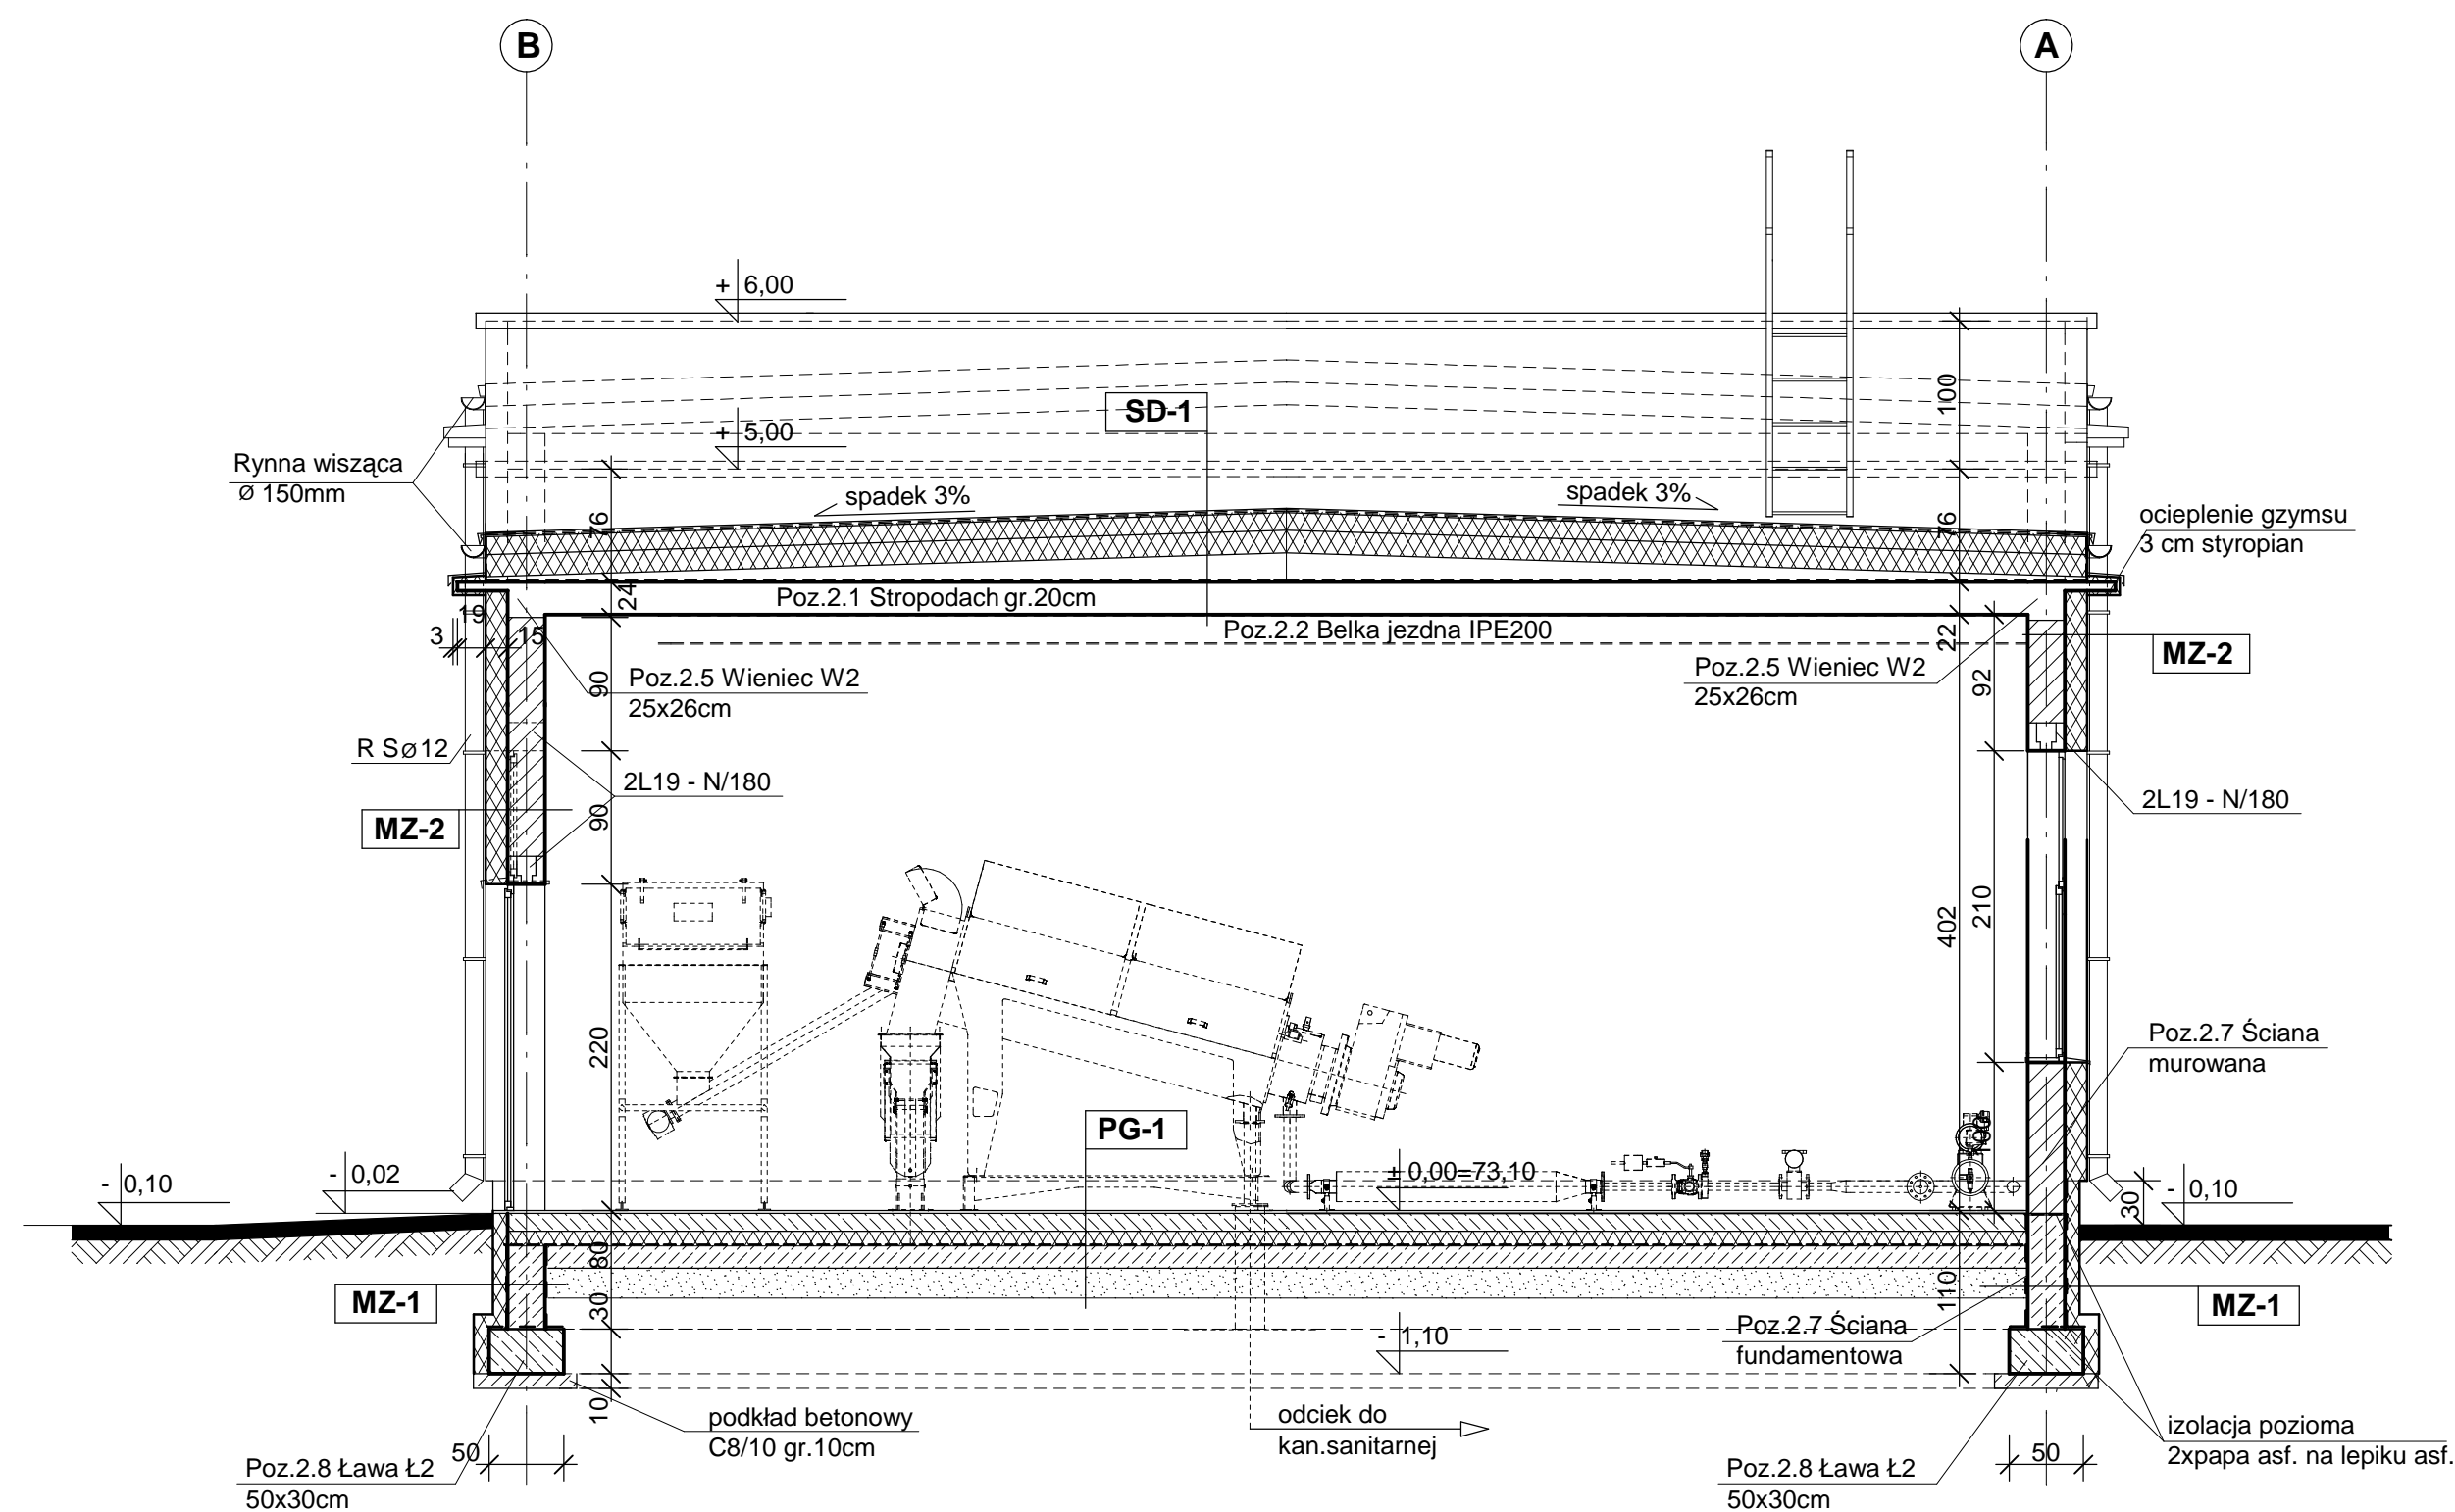 B
A
+ 6,00
100
SD-1
+ 5,00
Rynna wisząca
Ø 150mm
spadek 3%
spadek 3%
76
76
ocieplenie gzymsu
3 cm styropian
24
Poz.2.1 Stropodach gr.20cm
19
3
15
Poz.2.2 Belka jezdna IPE200
22
MZ-2
Poz.2.5 Wieniec W2
25x26cm
Poz.2.5 Wieniec W2
25x26cm
90
92
R SØ12
2L19 - N/180
2L19 - N/180
MZ-2
90
210
402
220
Poz.2.7 Ściana
murowana
PG-1
100
- 0,10
- 0,02
± 0,00=73,10
30
- 0,10
80
MZ-1
30
110
MZ-1
- 1,10
Poz.2.7 Ściana
fundamentowa
10
podkład betonowy
C8/10 gr.10cm
odciek do
kan.sanitarnej
izolacja pozioma
2xpapa asf. na lepiku asf.
50
50
Poz.2.8 Ława Ł2
50x30cm
Poz.2.8 Ława Ł2
50x30cm